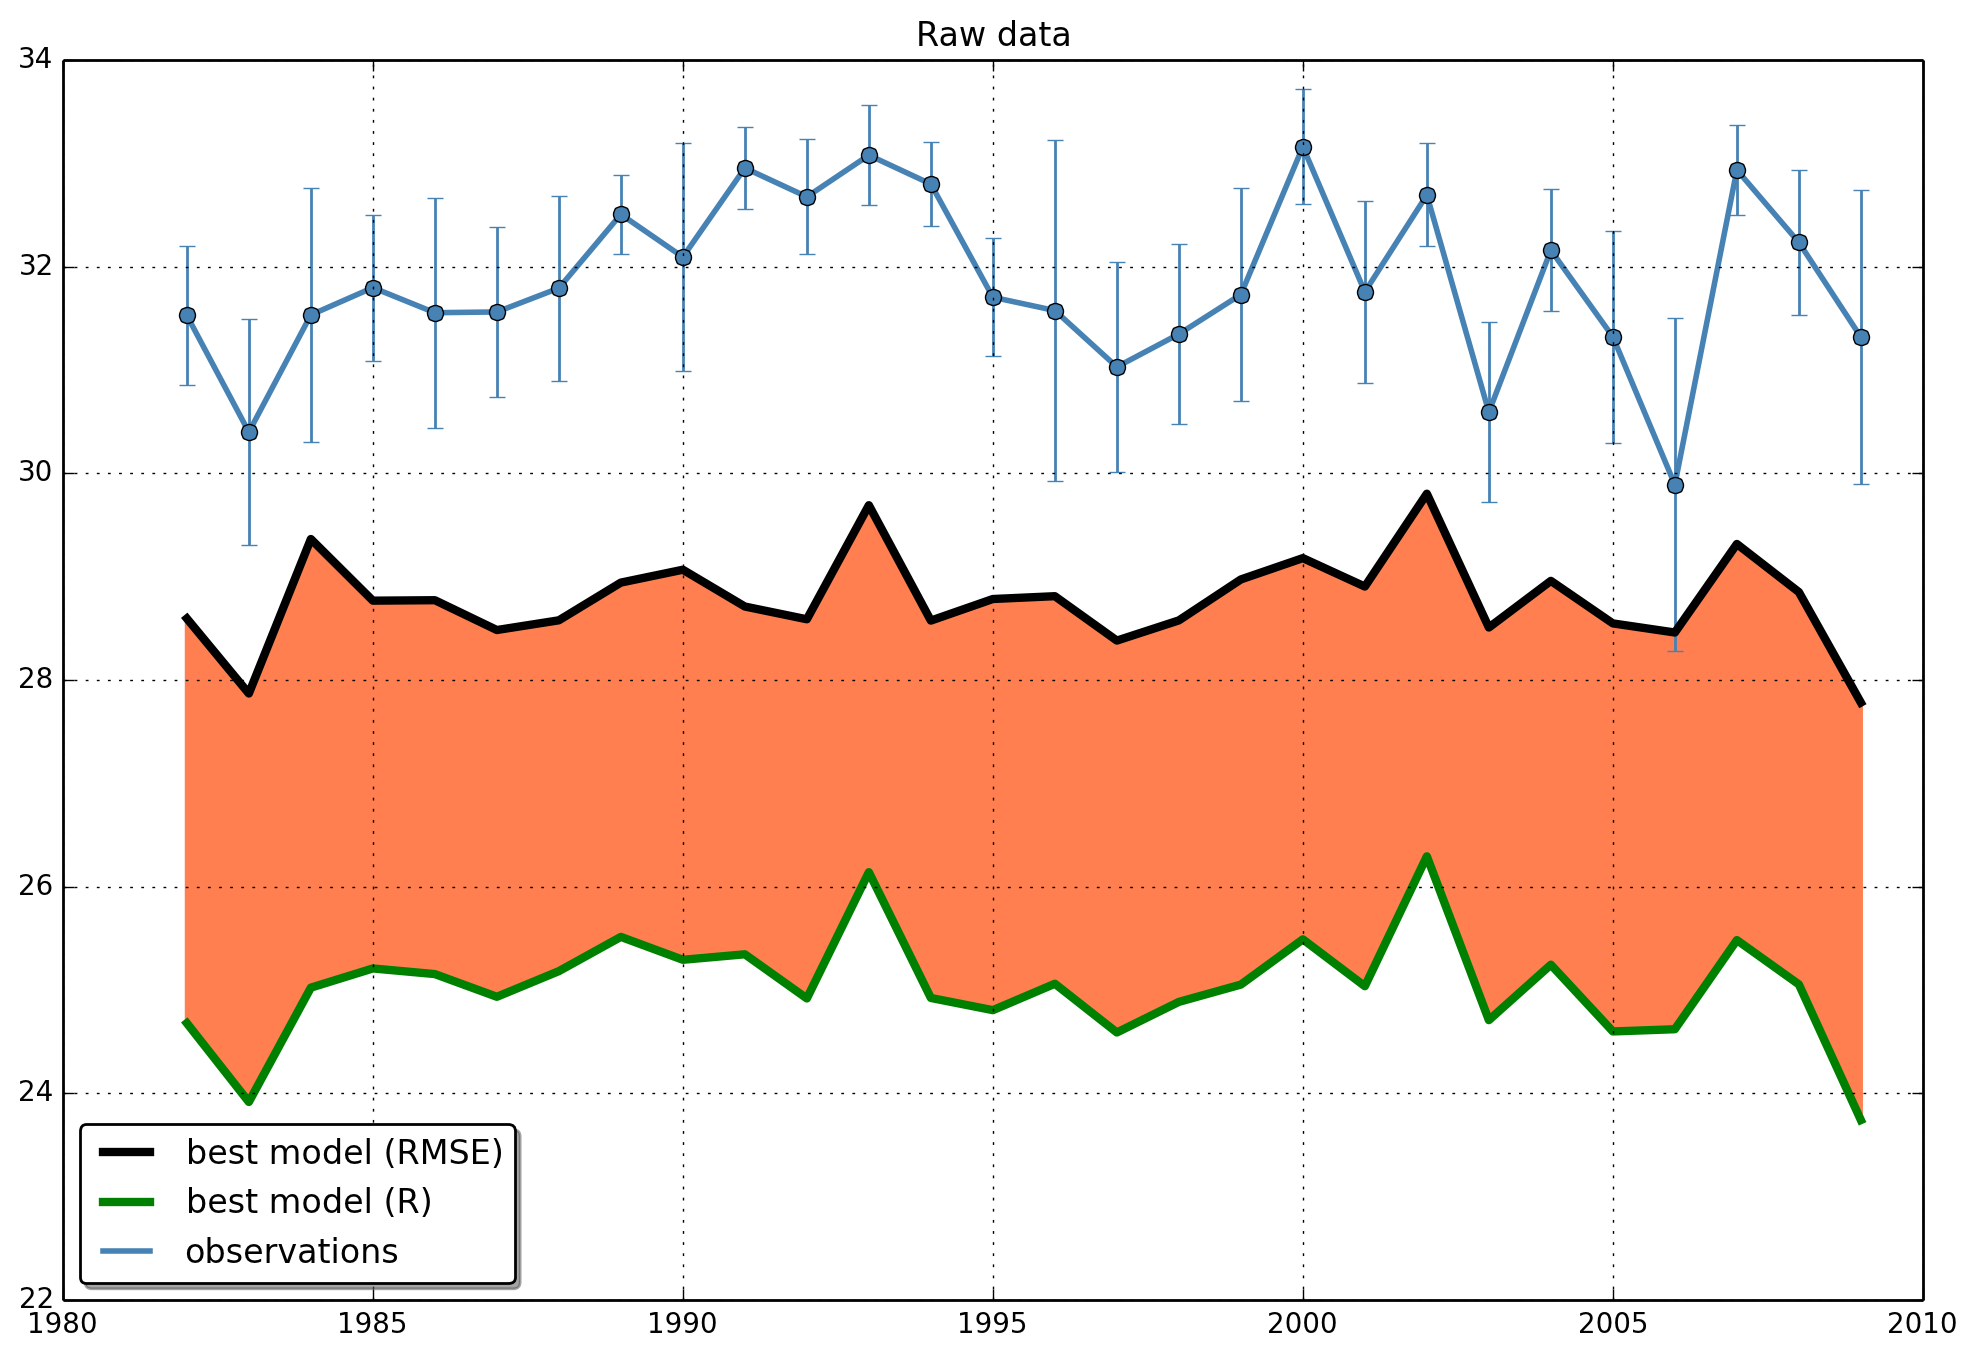 Raw data
34
32
30
28
26
24
22
best model (RMSE)
best model (R)
observations
1980 1985 1990 1995 2000 2005 2010